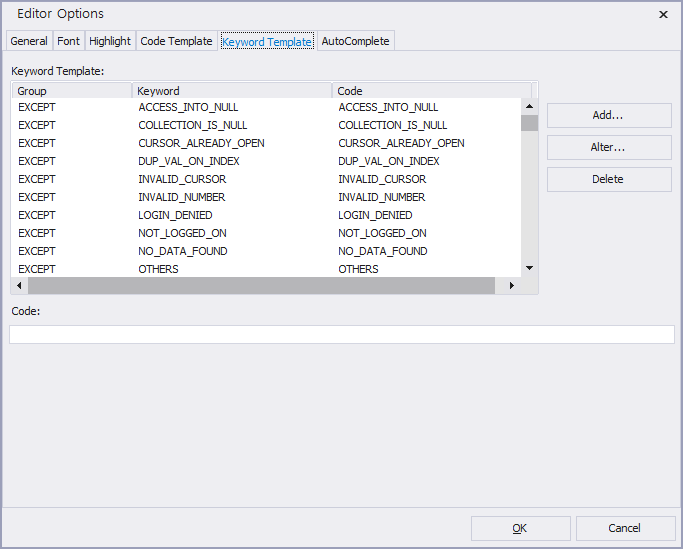 Editor Options
General Font Highlight Code Template Keyword Template AutoComplete
Keyword Template:
Group Keyword Code
EXCEPT ACCESS_INTO_NULL ACCESS_INTO_NULL
EXCEPT COLLECTION_IS_NULL COLLECTION_IS_NULL
EXCEPT CURSOR_ALREADY_OPEN CURSOR_ALREADY_OPEN
EXCEPT DUP_VAL_ON_INDEX DUP_VAL_ON_INDEX
EXCEPT INVALID_CURSOR INVALID_CURSOR
EXCEPT INVALID_NUMBER INVALID_NUMBER
EXCEPT LOGIN_DENIED LOGIN_DENIED
EXCEPT NOT_LOGGED_ON NOT_LOGGED_ON
EXCEPT NO_DATA_FOUND NO_DATA_FOUND
EXCEPT OTHERS OTHERS
Add...
Alter...
Delete
Code:
OK Cancel